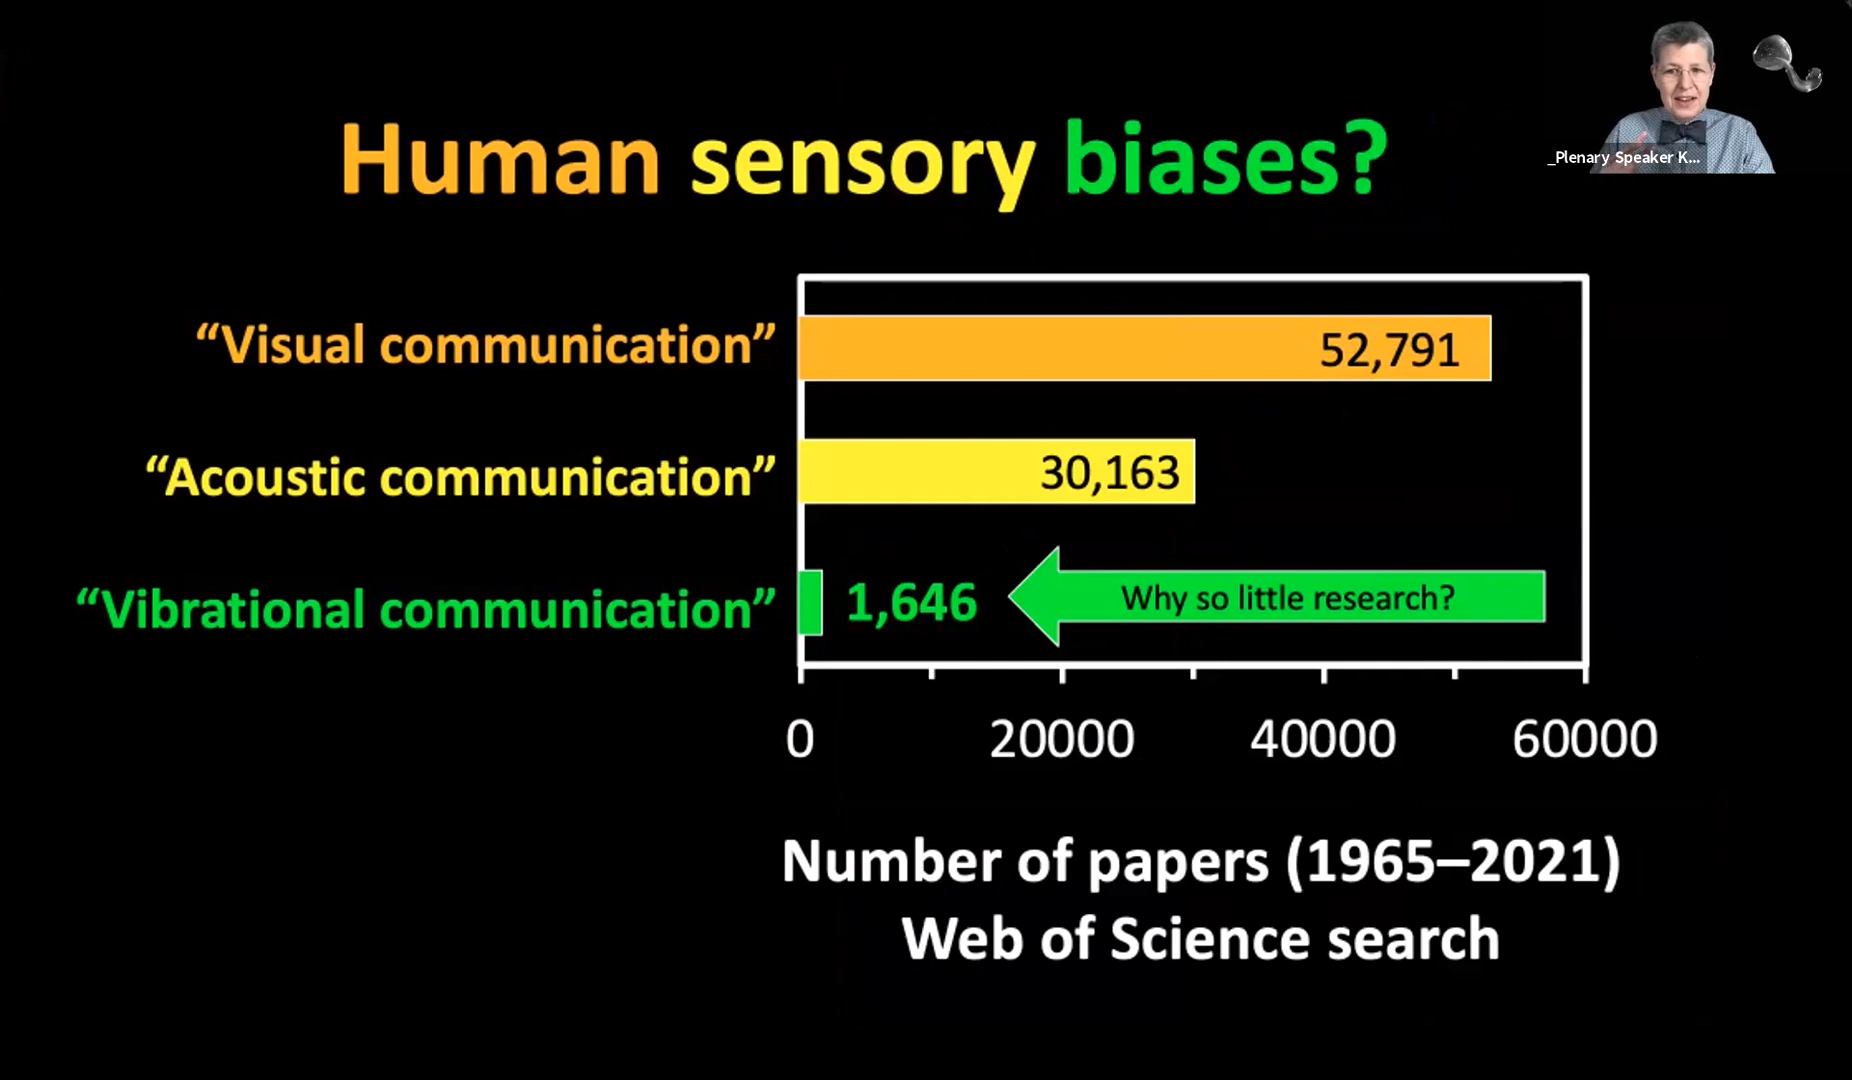 Human sensory biases?
_Plenary Speaker K...
“Visual communication”
52,791
“Acoustic communication”
30,163
“Vibrational communication”
1,646
Why so little research?
0 20000 40000 60000
Number of papers (1965–2021)
Web of Science search